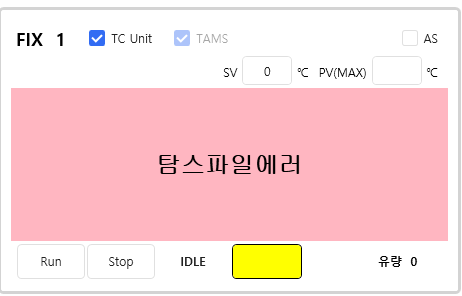 FIX 1 TC Unit TAMS AS
SV 0 ℃ PV(MAX) ℃
탐스파일에러
Run Stop IDLE 유량 0